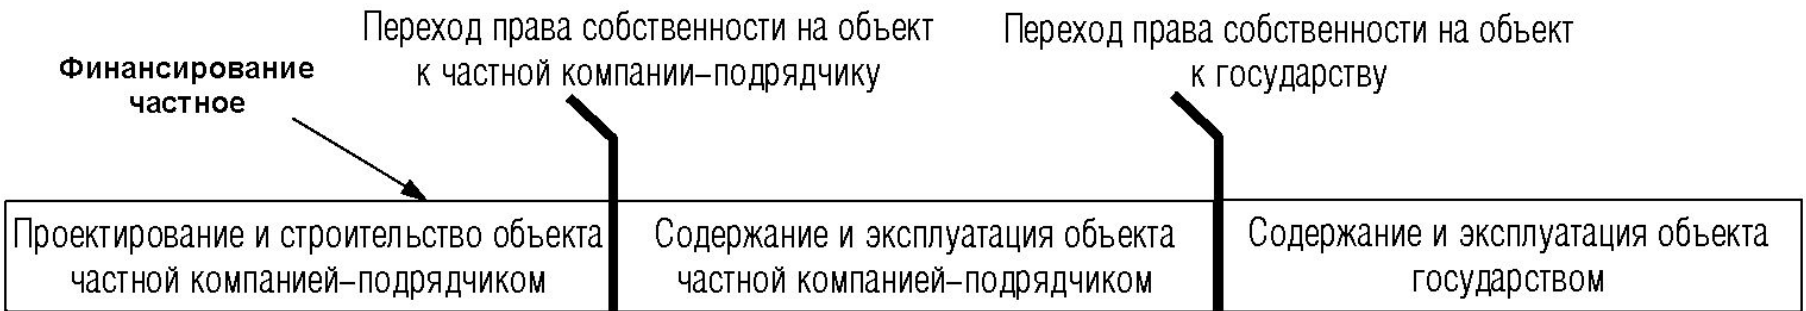 Финансирование
частное
Переход права собственности на объект
к частной компании–подрядчику
Переход права собственности на объект
к государству
Проектирование и строительство объекта
частной компанией–подрядчиком
Содержание и эксплуатация объекта
частной компанией–подрядчиком
Содержание и эксплуатация объекта
государством